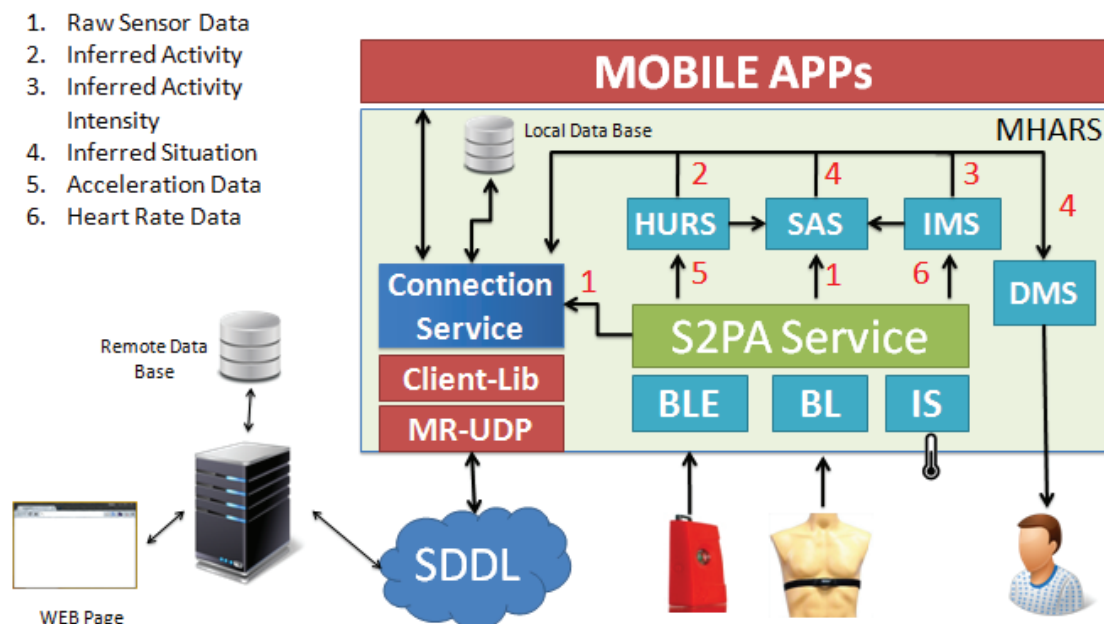 1. Raw Sensor Data
2. Inferred Activity
3. Inferred Activity
Intensity
4. Inferred Situation
5. Acceleration Data
6. Heart Rate Data
MOBILE APPs
MHARS
Local Data Base
2
4
3
4
HURS
SAS
IMS
DMS
Connection
Service
1
5
1
6
S2PA Service
Client-Lib
MR-UDP
BLE
BL
IS
Remote Data
Base
SDDL
WEB Page